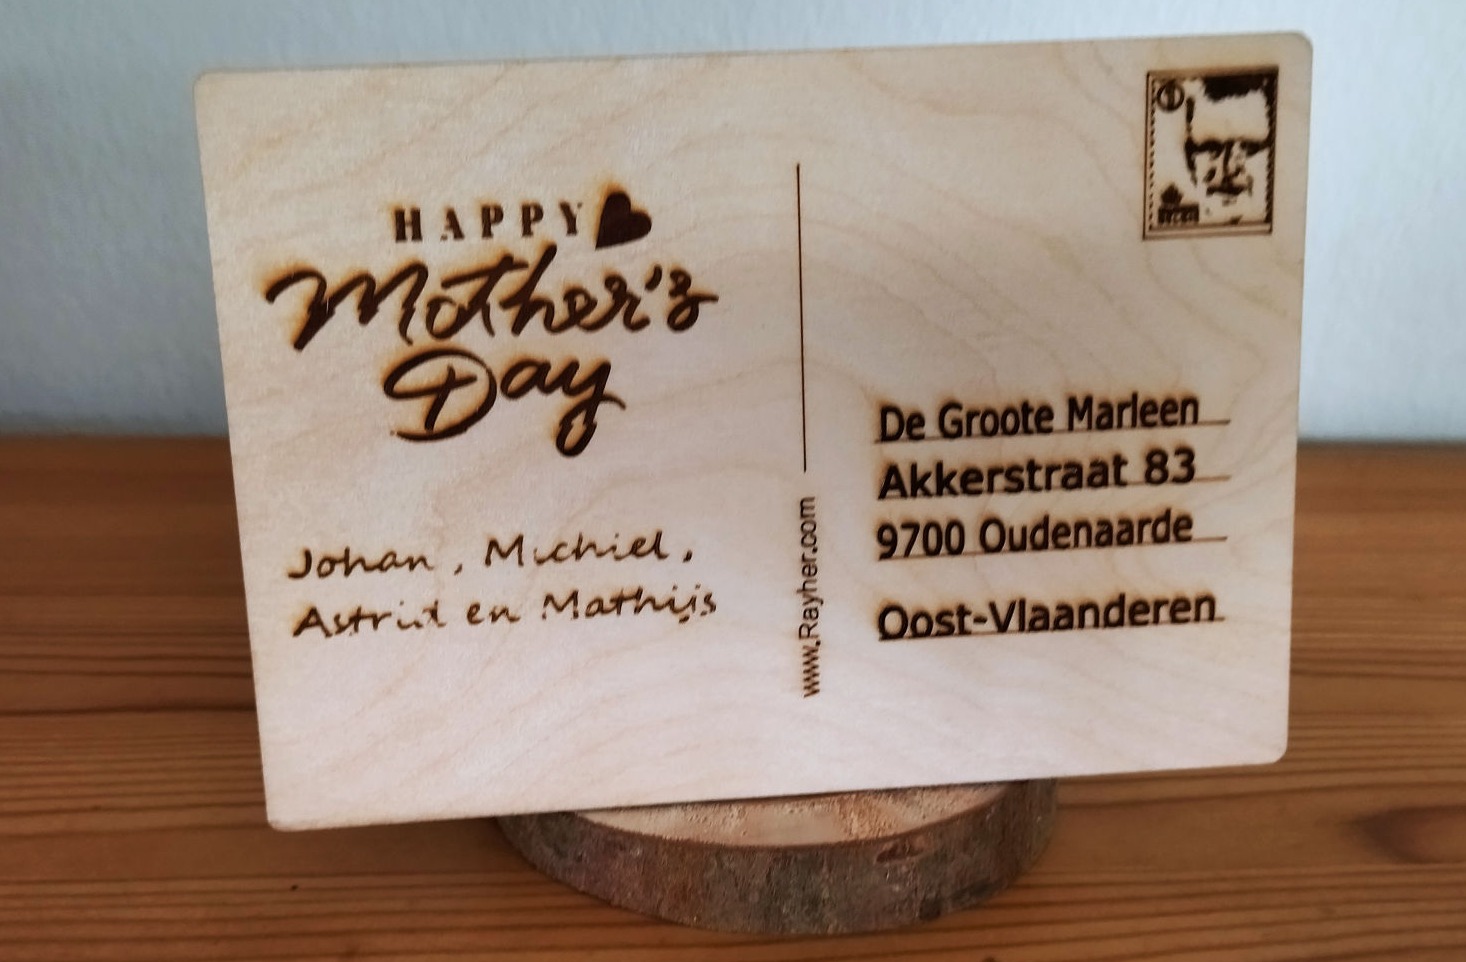 HAPPY
Mother's
Day
Johan, Michiel,
Astrid en Mathijs
www.Rayher.com
De Groote Marleen
Akkerstraat 83
9700 Oudenaarde
Oost-Vlaanderen